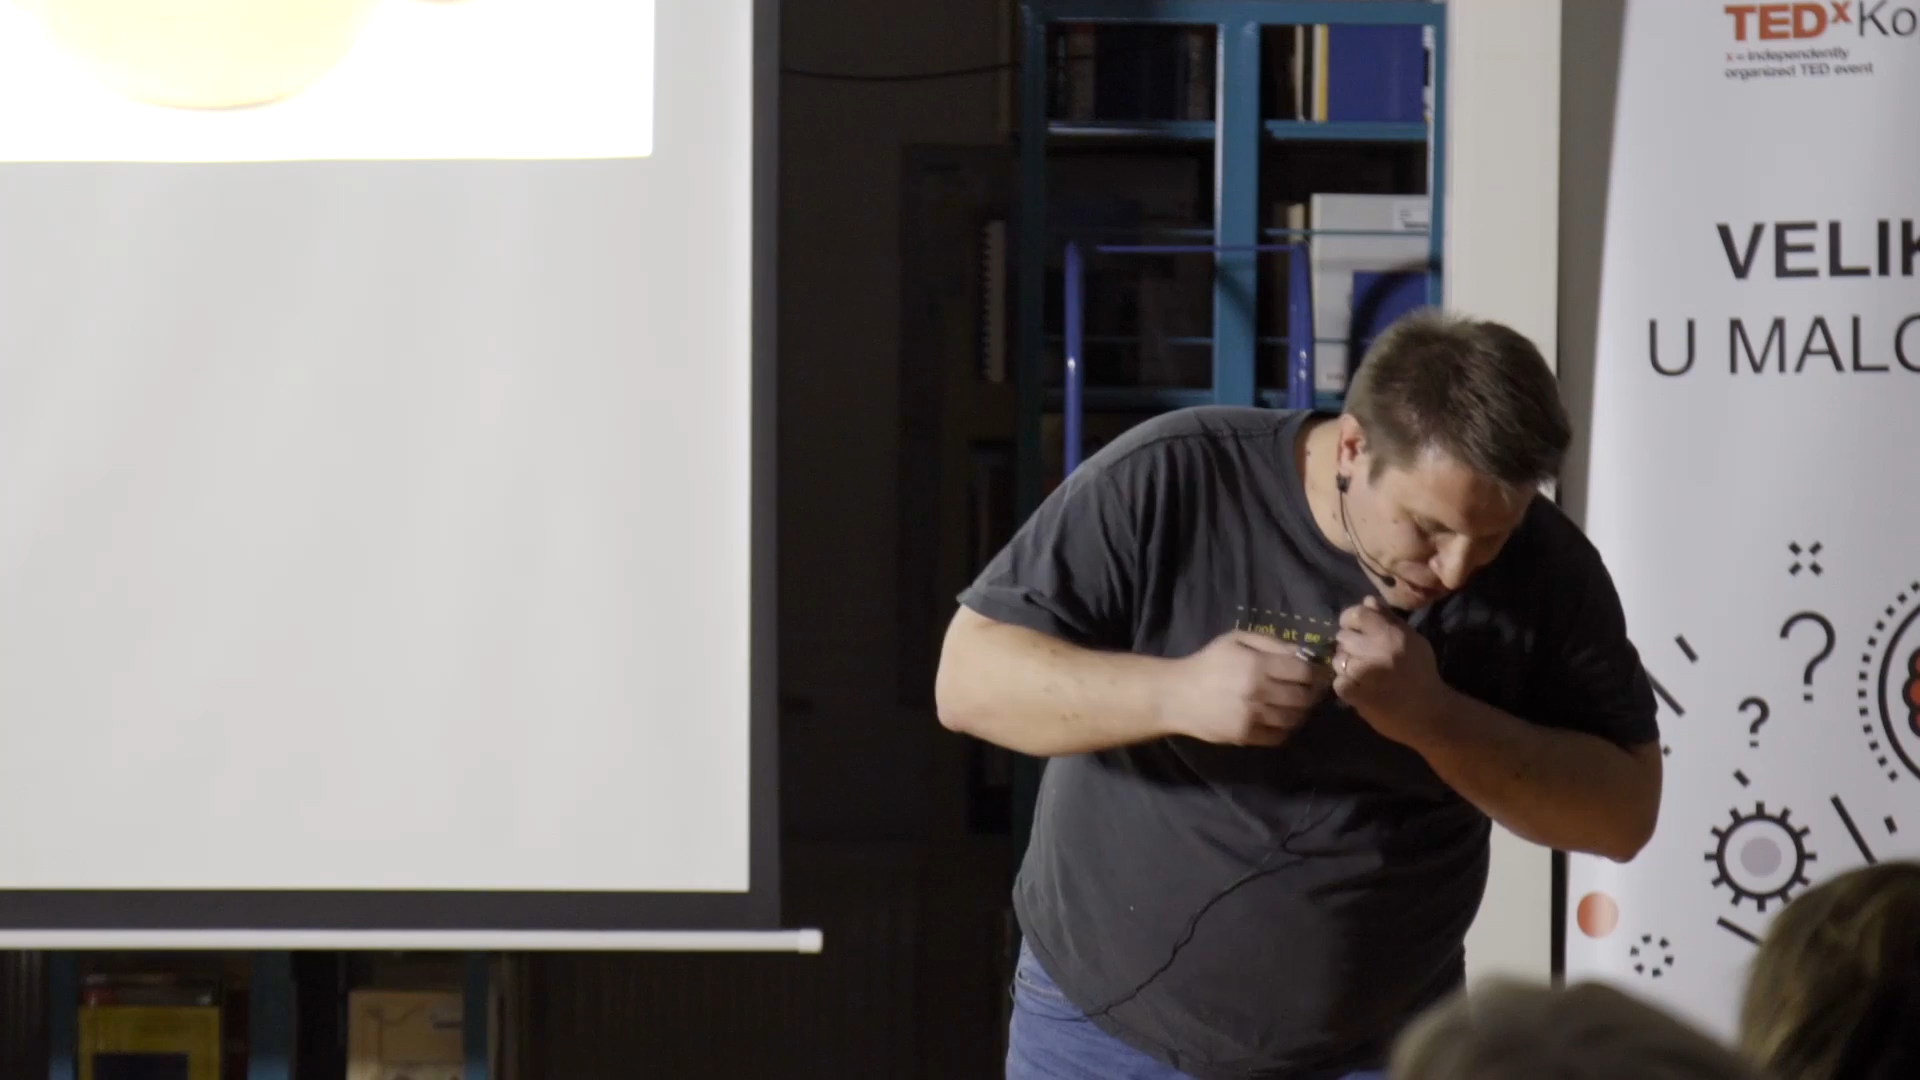 TEDxKo
x = independently
organized TED event
VELIK
U MALO
Look at me